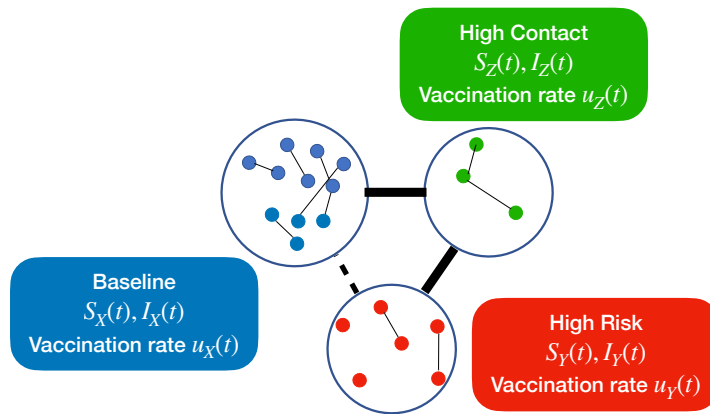 High Contact
S_Z(t), I_Z(t)
Vaccination rate u_Z(t)
Baseline
S_X(t), I_X(t)
Vaccination rate u_X(t)
High Risk
S_Y(t), I_Y(t)
Vaccination rate u_Y(t)